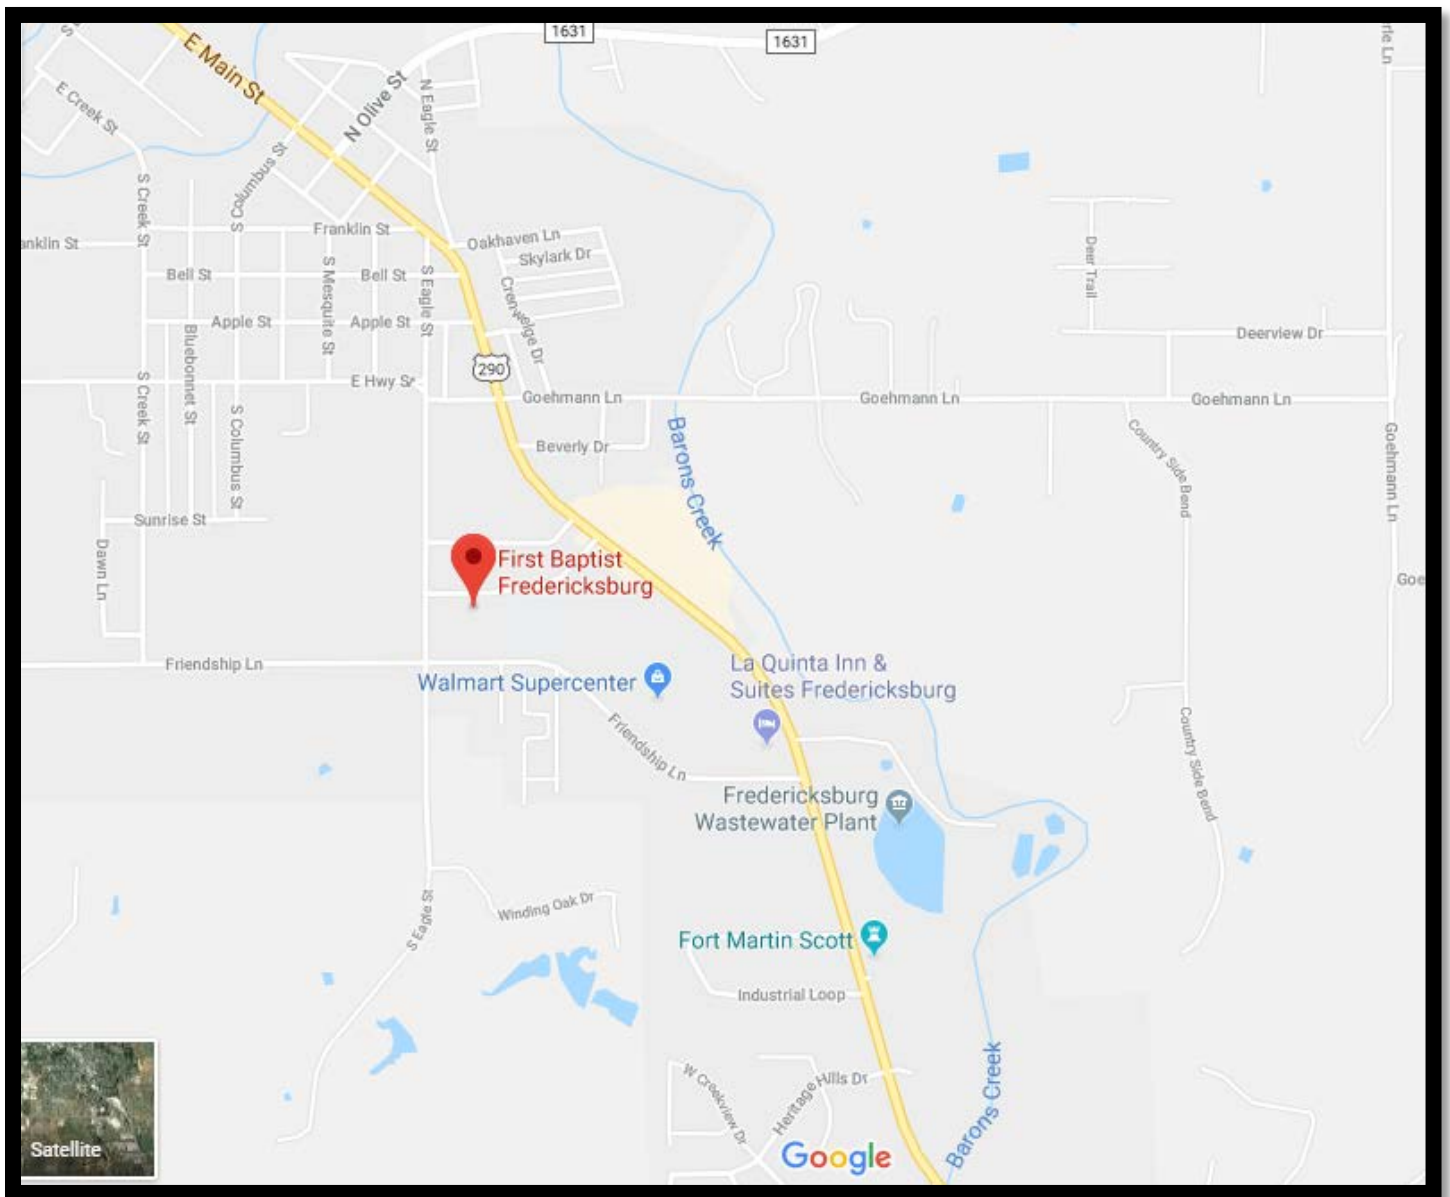 1631
1631
E Main St
N Olive St
N Eagle St
E Creek St
S Columbus St
S Creek St
Franklin St
anklin St
Oakhaven Ln
Skylark Dr
Crenwelge Dr
Bell St
Bell St
S Mesquite St
S Eagle St
Apple St
Apple St
Bluebonnet St
290
E Hwy St
Goehmann Ln
Goehmann Ln
Goehmann Ln
Deer Trail
Deerview Dr
rle Ln
S Creek St
S Columbus St
Beverly Dr
Barons Creek
Country Side Bend
Goehmann Ln
Sunrise St
Dawn Ln
First Baptist
Fredericksburg
Goe
Friendship Ln
Walmart Supercenter
La Quinta Inn &
Suites Fredericksburg
Friendship Ln
Country Side Bend
Fredericksburg
Wastewater Plant
Winding Oak Dr
S Eagle St
Fort Martin Scott
Industrial Loop
W Creekview Dr
Heritage Hills Dr
Barons Creek
Satellite
Google